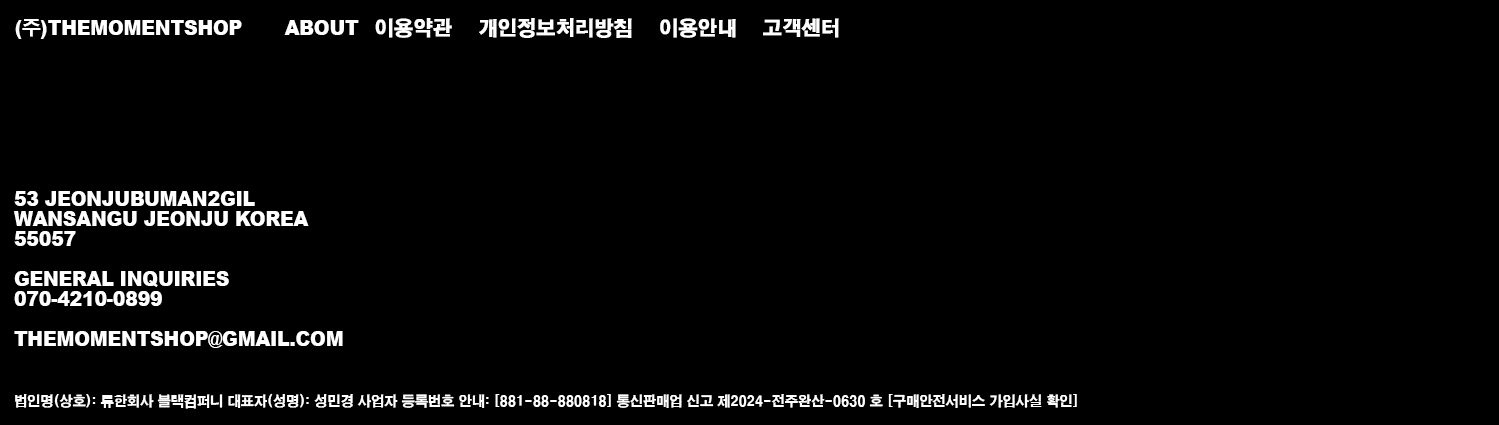 (주)THEMOMENTSHOP ABOUT 이용약관 개인정보처리방침 이용안내 고객센터
53 JEONJUBUMAN2GIL
WANSANGU JEONJU KOREA
55057
GENERAL INQUIRIES
070-4210-0899
THEMOMENTSHOP@GMAIL.COM
법인명(상호): 튜한회사 블택컴퍼니 대표자(성명): 성민경 사업자 등록번호 안내: [881-88-880818] 통신판매업 신고 제2024-전주완산-0630 호 [구매안전서비스 가입사실 확인]